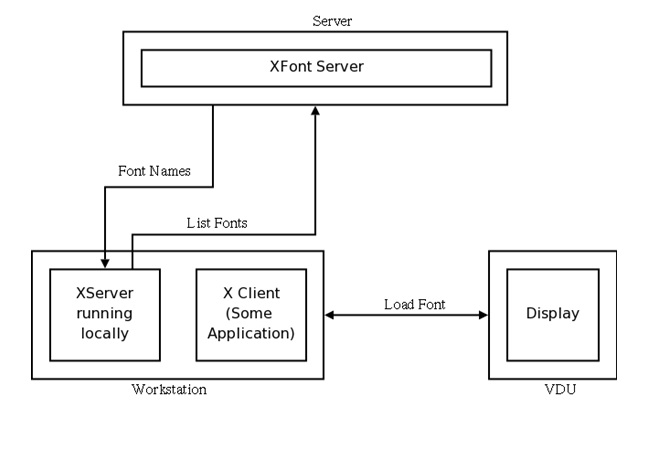 Server
XFont Server
Font Names
List Fonts
XServer
running
locally
X Client
(Some
Application)
Load Font
Display
Workstation
VDU